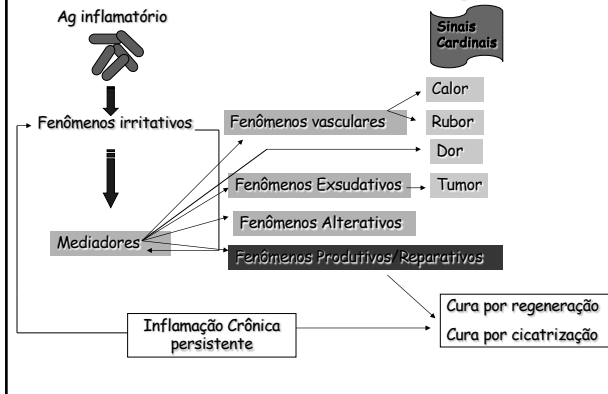 Ag inflamatório
Sinais
Cardinais
Calor
Fenômenos irritativos
Fenômenos vasculares
Rubor
Dor
Fenômenos Exsudativos
Tumor
Fenômenos Alterativos
Mediadores
Fenômenos Produtivos/Reparativos
Cura por regeneração
Cura por cicatrização
Inflamação Crônica
persistente